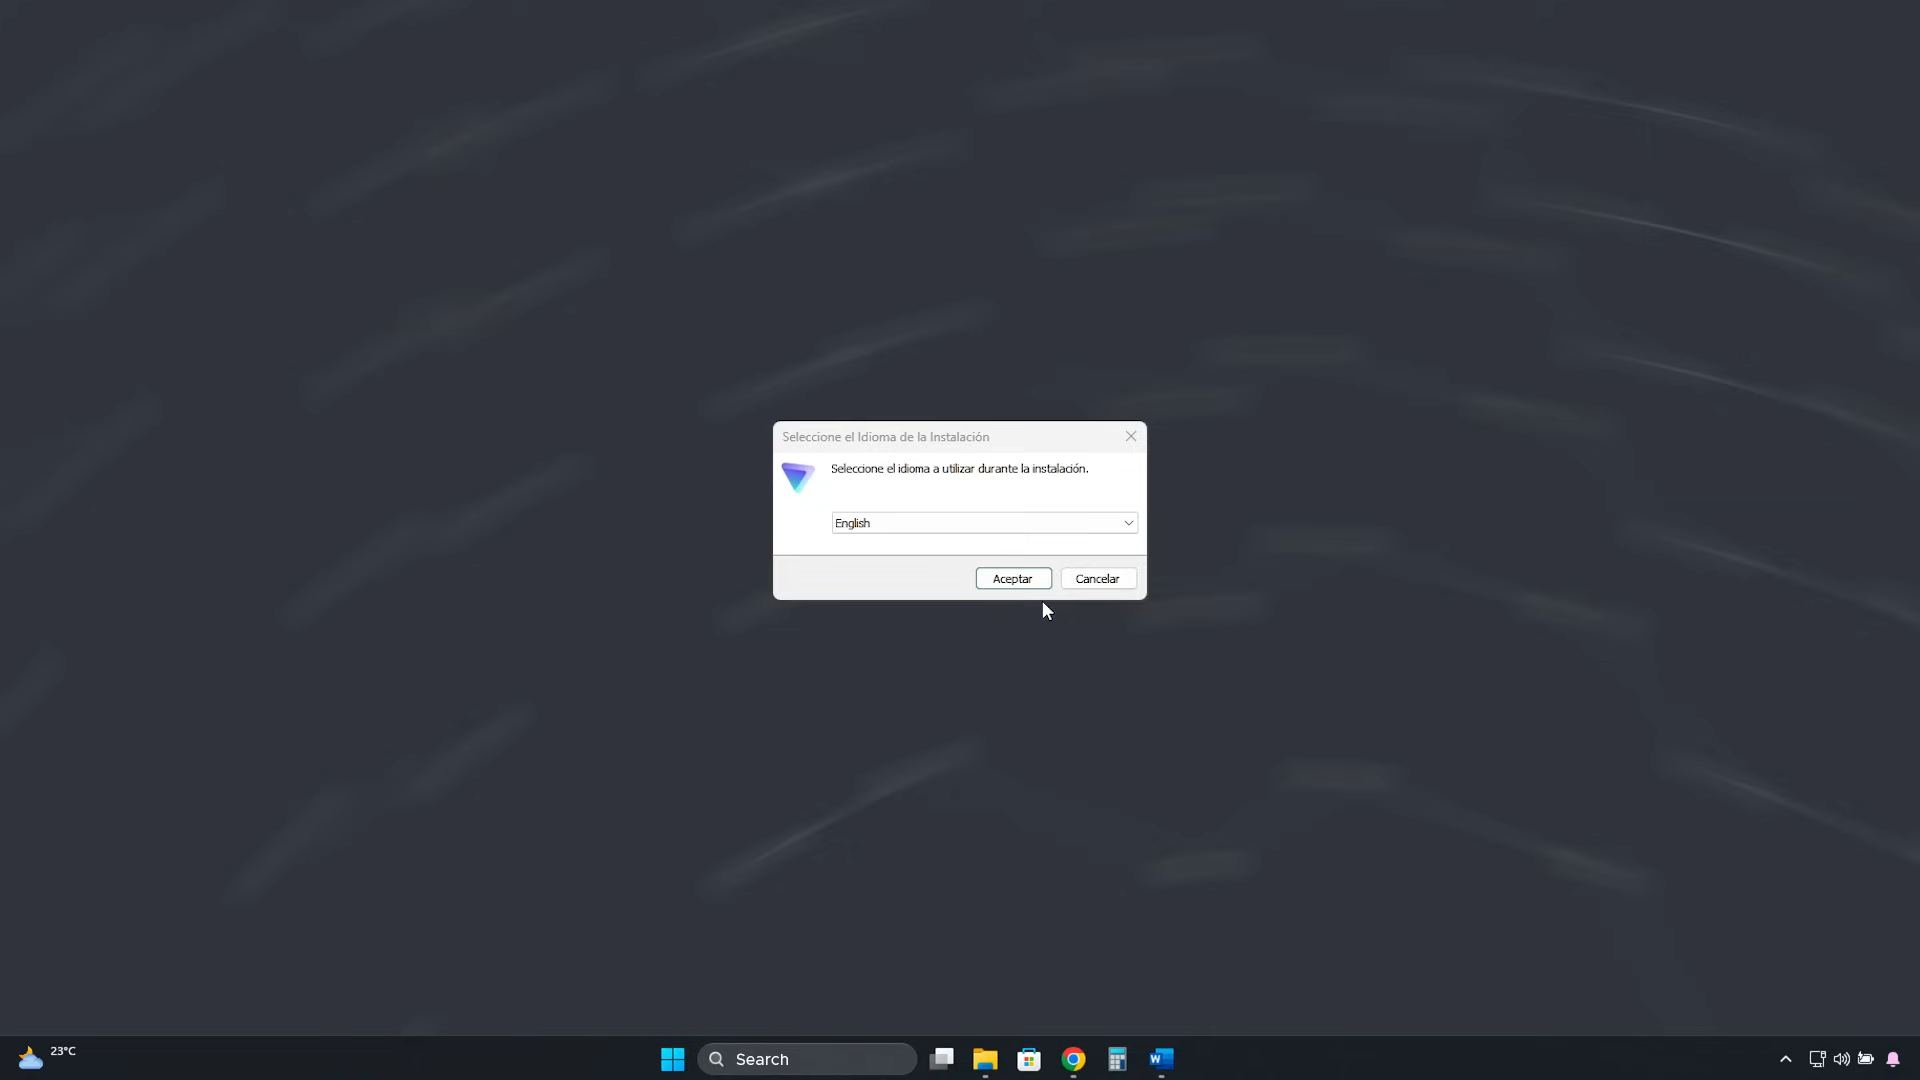 Seleccione el Idioma de la Instalación
Seleccione el idioma a utilizar durante la instalación.
English
Aceptar
Cancelar
23°C
Search